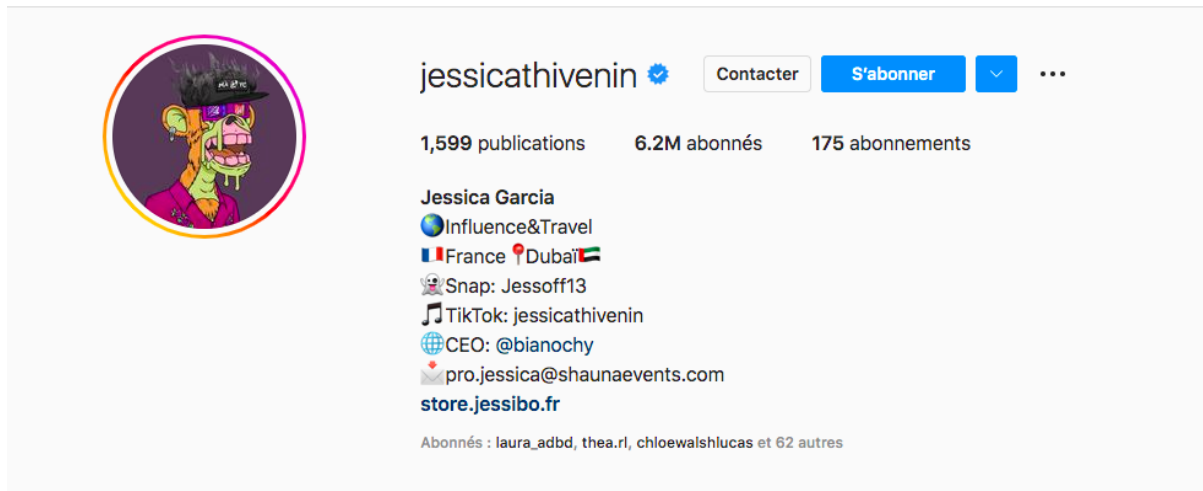 jessicathivenin Contacter S'abonner
1,599 publications 6.2M abonnés 175 abonnements
Jessica Garcia
🌎Influence&Travel
🇫🇷France📍Dubaï🇦🇪
👻Snap: Jessoff13
🎵TikTok: jessicathivenin
🌐CEO: @bianochy
📩pro.jessica@shaunaevents.com
store.jessibo.fr
Abonnés : laura_adbd, thea.rl, chloewalshlucas et 62 autres